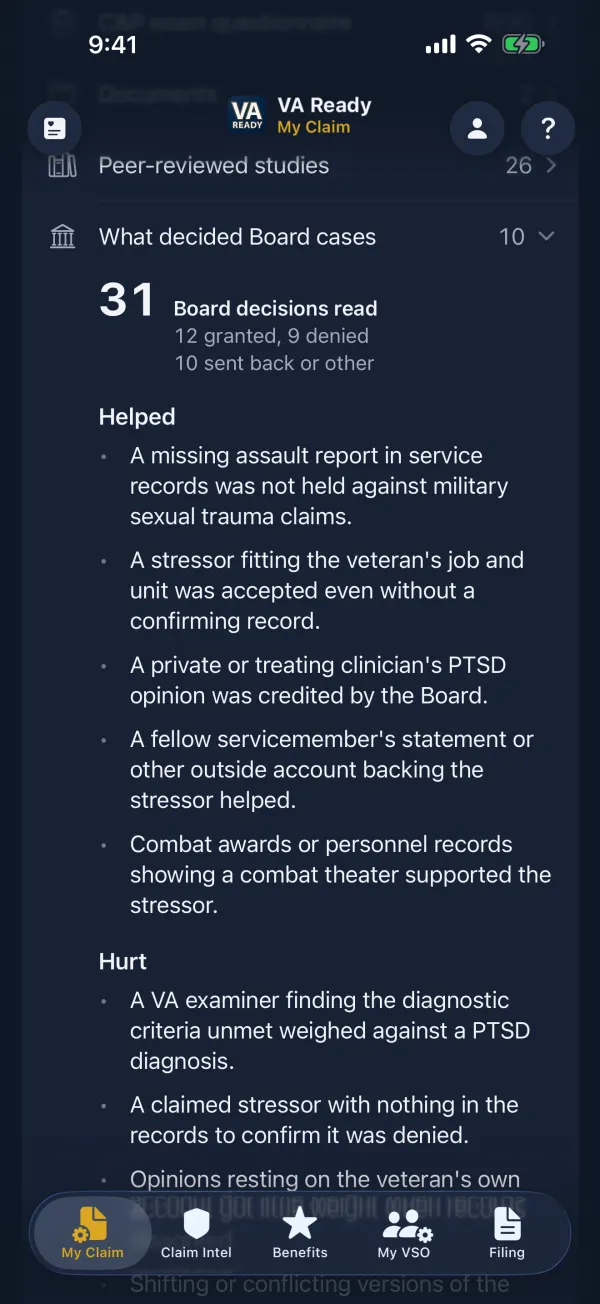 C&P exam questionnaire
9:41
Documents
VA
READY
VA Ready
My Claim
?
Peer-reviewed studies 26
What decided Board cases 10
31 Board decisions read
12 granted, 9 denied
10 sent back or other
Helped
• A missing assault report in service
records was not held against military
sexual trauma claims.
• A stressor fitting the veteran's job and
unit was accepted even without a
confirming record.
• A private or treating clinician's PTSD
opinion was credited by the Board.
• A fellow servicemember's statement or
other outside account backing the
stressor helped.
• Combat awards or personnel records
showing a combat theater supported the
stressor.
Hurt
• A VA examiner finding the diagnostic
criteria unmet weighed against a PTSD
diagnosis.
• A claimed stressor with nothing in the
records to confirm it was denied.
• Opinions resting on the veteran's own
My Claim Claim Intel Benefits My VSO Filing
• Shifting or conflicting versions of the